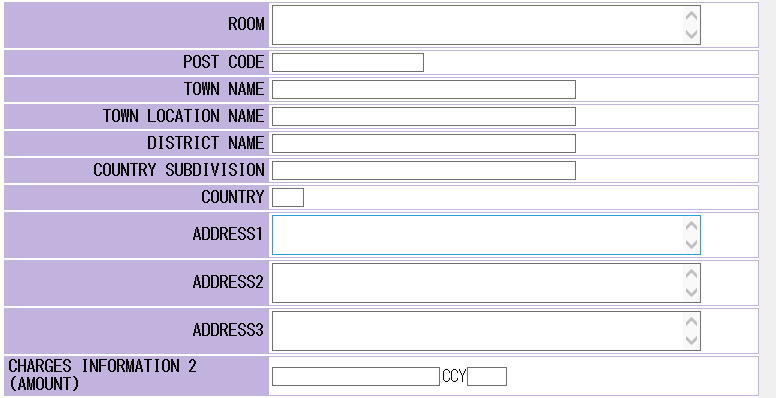 ROOM
POST CODE
TOWN NAME
TOWN LOCATION NAME
DISTRICT NAME
COUNTRY SUBDIVISION
COUNTRY
ADDRESS1
ADDRESS2
ADDRESS3
CHARGES INFORMATION 2
(AMOUNT)
CCY